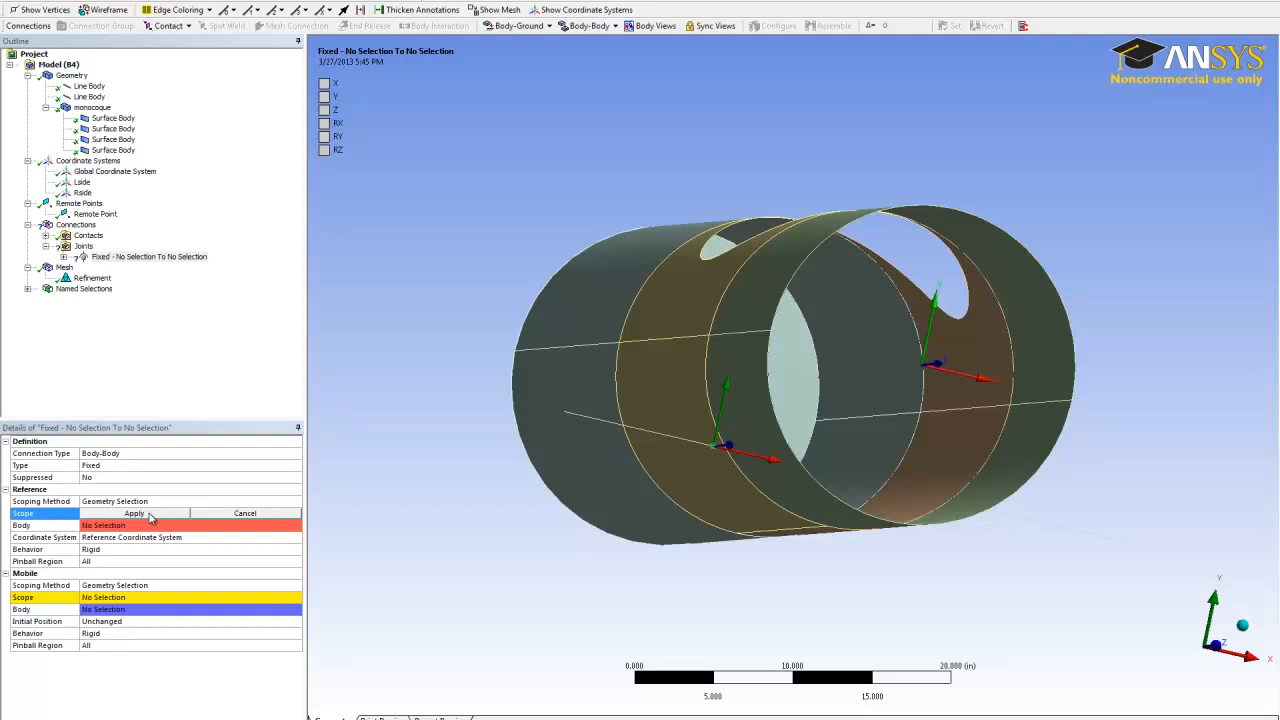 Show Vertices Wireframe Edge Coloring Thicken Annotations Show Mesh Show Coordinate Systems
Connections Connection Group Contact Spot Weld Mesh Connection End Release Body Interaction Body-Ground Body-Body Body Views Sync Views Configure Assemble Δ= 0 Set Revert
Outline
Project
Model (B4)
Geometry
Line Body
Line Body
monocoque
Surface Body
Surface Body
Surface Body
Surface Body
Coordinate Systems
Global Coordinate System
Lside
Rside
Remote Points
Remote Point
Connections
Contacts
Joints
Fixed - No Selection To No Selection
Mesh
Refinement
Named Selections
Details of "Fixed - No Selection To No Selection"
Definition
Connection Type Body-Body
Type Fixed
Suppressed No
Reference
Scoping Method Geometry Selection
Scope Apply Cancel
Body No Selection
Coordinate System Reference Coordinate System
Behavior Rigid
Pinball Region All
Mobile
Scoping Method Geometry Selection
Scope No Selection
Body No Selection
Initial Position Unchanged
Behavior Rigid
Pinball Region All
Fixed - No Selection To No Selection
3/27/2013 5:45 PM
X
Y
Z
RX
RY
RZ
ANSYS
Noncommercial use only
Y
Z
X
0.000 10.000 20.000 (in)
5.000 15.000